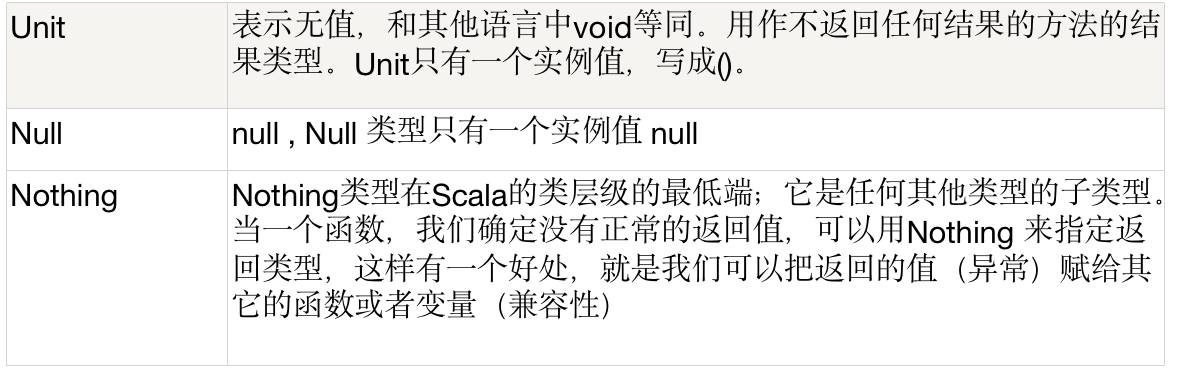 Unit
表示无值，和其他语言中void等同。用作不返回任何结果的方法的结
果类型。Unit只有一个实例值，写成()。
Null
null , Null 类型只有一个实例值 null
Nothing
Nothing类型在Scala的类层级的最低端；它是任何其他类型的子类型。
当一个函数，我们确定没有正常的返回值，可以用Nothing 来指定返
回类型，这样有一个好处，就是我们可以把返回的值（异常）赋给其
它的函数或者变量（兼容性）